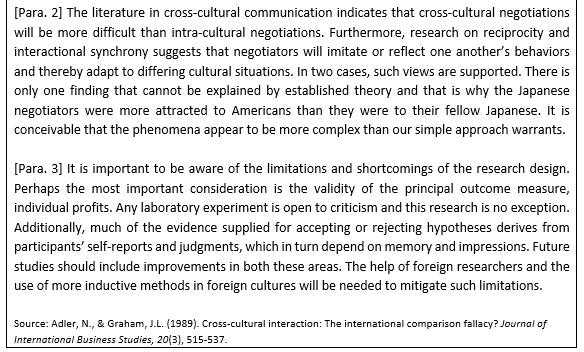 [Para. 2] The literature in cross-cultural communication indicates that cross-cultural negotiations
will be more difficult than intra-cultural negotiations. Furthermore, research on reciprocity and
interactional synchrony suggests that negotiators will imitate or reflect one another's behaviors
and thereby adapt to differing cultural situations. In two cases, such views are supported. There is
only one finding that cannot be explained by established theory and that is why the Japanese
negotiators were more attracted to Americans than they were to their fellow Japanese. It is
conceivable that the phenomena appear to be more complex than our simple approach warrants.
[Para. 3] It is important to be aware of the limitations and shortcomings of the research design.
Perhaps the most important consideration is the validity of the principal outcome measure,
individual profits. Any laboratory experiment is open to criticism and this research is no exception.
Additionally, much of the evidence supplied for accepting or rejecting hypotheses derives from
participants' self-reports and judgments, which in turn depend on memory and impressions. Future
studies should include improvements in both these areas. The help of foreign researchers and the
use of more inductive methods in foreign cultures will be needed to mitigate such limitations.
Source: Adler, N., & Graham, J.L. (1989). Cross-cultural interaction: The international comparison fallacy? Journal of
International Business Studies, 20(3), 515-537.